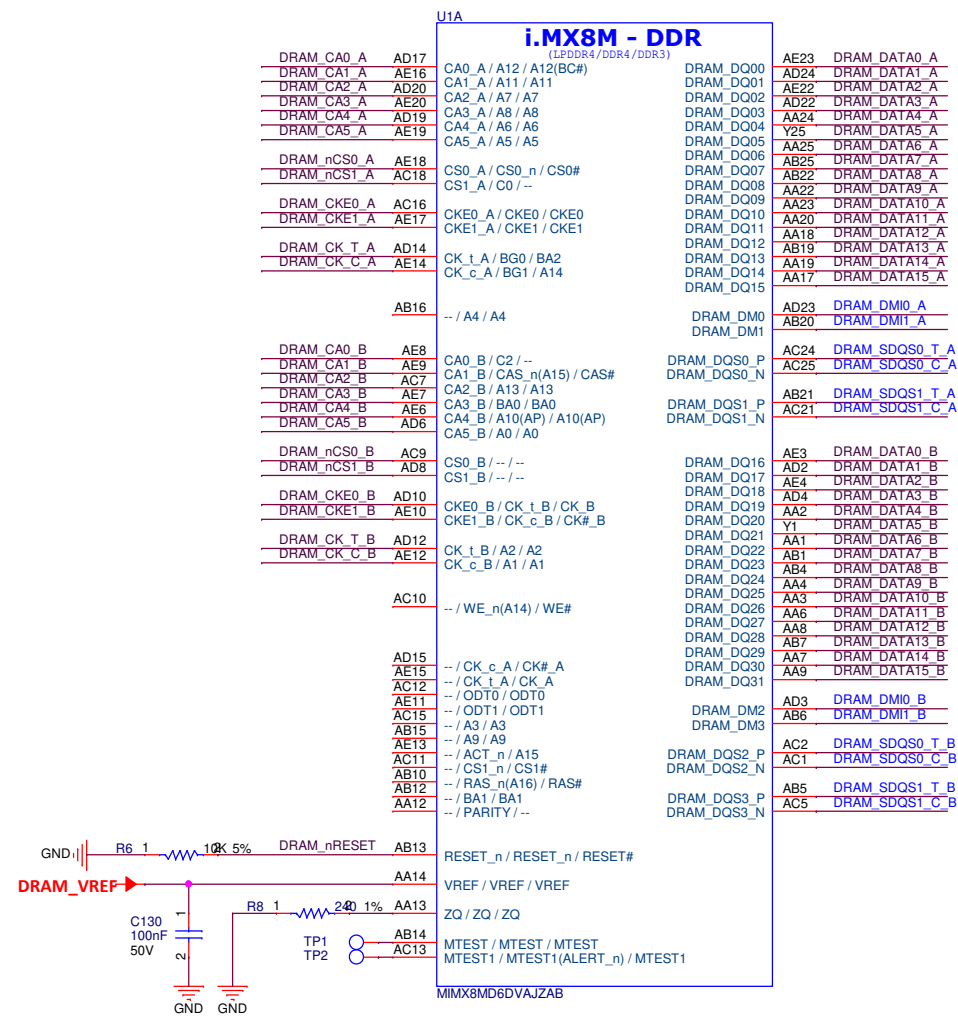 U1A
i.MX8M - DDR
(LPDDR4/DDR4/DDR3)
DRAM_CA0_A AD17 CA0_A / A12 / A12(BC#)
DRAM_CA1_A AE16 CA1_A / A11 / A11
DRAM_CA2_A AD20 CA2_A / A7 / A7
DRAM_CA3_A AE20 CA3_A / A8 / A8
DRAM_CA4_A AD19 CA4_A / A6 / A6
DRAM_CA5_A AE19 CA5_A / A5 / A5
DRAM_nCS0_A AE18 CS0_A / CS0_n / CS0#
DRAM_nCS1_A AC18 CS1_A / C0 / --
DRAM_CKE0_A AC16 CKE0_A / CKE0 / CKE0
DRAM_CKE1_A AE17 CKE1_A / CKE1 / CKE1
DRAM_CK_T_A AD14 CK_t_A / BG0 / BA2
DRAM_CK_C_A AE14 CK_c_A / BG1 / A14
AB16 -- / A4 / A4
DRAM_CA0_B AE8 CA0_B / C2 / --
DRAM_CA1_B AE9 CA1_B / CAS_n(A15) / CAS#
DRAM_CA2_B AC7 CA2_B / A13 / A13
DRAM_CA3_B AE7 CA3_B / BA0 / BA0
DRAM_CA4_B AE6 CA4_B / A10(AP) / A10(AP)
DRAM_CA5_B AD6 CA5_B / A0 / A0
DRAM_nCS0_B AC9 CS0_B / -- / --
DRAM_nCS1_B AD8 CS1_B / -- / --
DRAM_CKE0_B AD10 CKE0_B / CK_t_B / CK_B
DRAM_CKE1_B AE10 CKE1_B / CK_c_B / CK#_B
DRAM_CK_T_B AD12 CK_t_B / A2 / A2
DRAM_CK_C_B AE12 CK_c_B / A1 / A1
AC10 -- / WE_n(A14) / WE#
AD15 -- / CK_c_A / CK#_A
AE15 -- / CK_t_A / CK_A
AC12 -- / ODT0 / ODT0
AE11 -- / ODT1 / ODT1
AC15 -- / A3 / A3
AB15 -- / A9 / A9
AE13 -- / ACT_n / A15
AC11 -- / CS1_n / CS1#
AB10 -- / RAS_n(A16) / RAS#
AB12 -- / BA1 / BA1
AA12 -- / PARITY / --
GND R6 1 2 10K 5% DRAM_nRESET AB13 RESET_n / RESET_n / RESET#
DRAM_VREF AA14 VREF / VREF / VREF
R8 1 2 240 1% AA13 ZQ / ZQ / ZQ
TP1 AB14 MTEST / MTEST / MTEST
TP2 AC13 MTEST1 / MTEST1(ALERT_n) / MTEST1
C130
100nF
50V
1
2
GND
GND
DRAM_DQ00 AE23 DRAM_DATA0_A
DRAM_DQ01 AD24 DRAM_DATA1_A
DRAM_DQ02 AE22 DRAM_DATA2_A
DRAM_DQ03 AD22 DRAM_DATA3_A
DRAM_DQ04 AA24 DRAM_DATA4_A
DRAM_DQ05 Y25 DRAM_DATA5_A
DRAM_DQ06 AA25 DRAM_DATA6_A
DRAM_DQ07 AB25 DRAM_DATA7_A
DRAM_DQ08 AB22 DRAM_DATA8_A
DRAM_DQ09 AA22 DRAM_DATA9_A
DRAM_DQ10 AA23 DRAM_DATA10_A
DRAM_DQ11 AA20 DRAM_DATA11_A
DRAM_DQ12 AA18 DRAM_DATA12_A
DRAM_DQ13 AB19 DRAM_DATA13_A
DRAM_DQ14 AA19 DRAM_DATA14_A
DRAM_DQ15 AA17 DRAM_DATA15_A
DRAM_DM0 AD23 DRAM_DMI0_A
DRAM_DM1 AB20 DRAM_DMI1_A
DRAM_DQS0_P AC24 DRAM_SDQS0_T_A
DRAM_DQS0_N AC25 DRAM_SDQS0_C_A
DRAM_DQS1_P AB21 DRAM_SDQS1_T_A
DRAM_DQS1_N AC21 DRAM_SDQS1_C_A
DRAM_DQ16 AE3 DRAM_DATA0_B
DRAM_DQ17 AD2 DRAM_DATA1_B
DRAM_DQ18 AE4 DRAM_DATA2_B
DRAM_DQ19 AD4 DRAM_DATA3_B
DRAM_DQ20 AA2 DRAM_DATA4_B
DRAM_DQ21 Y1 DRAM_DATA5_B
DRAM_DQ22 AA1 DRAM_DATA6_B
DRAM_DQ23 AB1 DRAM_DATA7_B
DRAM_DQ24 AB4 DRAM_DATA8_B
DRAM_DQ25 AA4 DRAM_DATA9_B
DRAM_DQ26 AA3 DRAM_DATA10_B
DRAM_DQ27 AA6 DRAM_DATA11_B
DRAM_DQ28 AA8 DRAM_DATA12_B
DRAM_DQ29 AB7 DRAM_DATA13_B
DRAM_DQ30 AA7 DRAM_DATA14_B
DRAM_DQ31 AA9 DRAM_DATA15_B
DRAM_DM2 AD3 DRAM_DMI0_B
DRAM_DM3 AB6 DRAM_DMI1_B
DRAM_DQS2_P AC2 DRAM_SDQS0_T_B
DRAM_DQS2_N AC1 DRAM_SDQS0_C_B
DRAM_DQS3_P AB5 DRAM_SDQS1_T_B
DRAM_DQS3_N AC5 DRAM_SDQS1_C_B
MIMX8MD6DVAJZAB